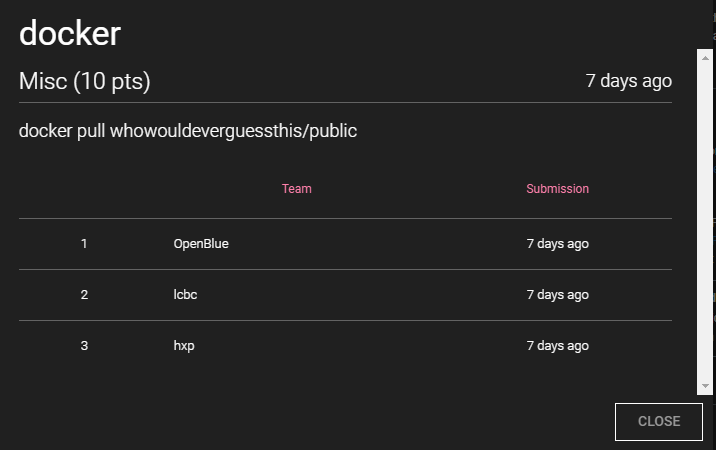 docker
Misc (10 pts) 7 days ago
docker pull whowouldeverguessthis/public
Team Submission
1 OpenBlue 7 days ago
2 lcbc 7 days ago
3 hxp 7 days ago
CLOSE